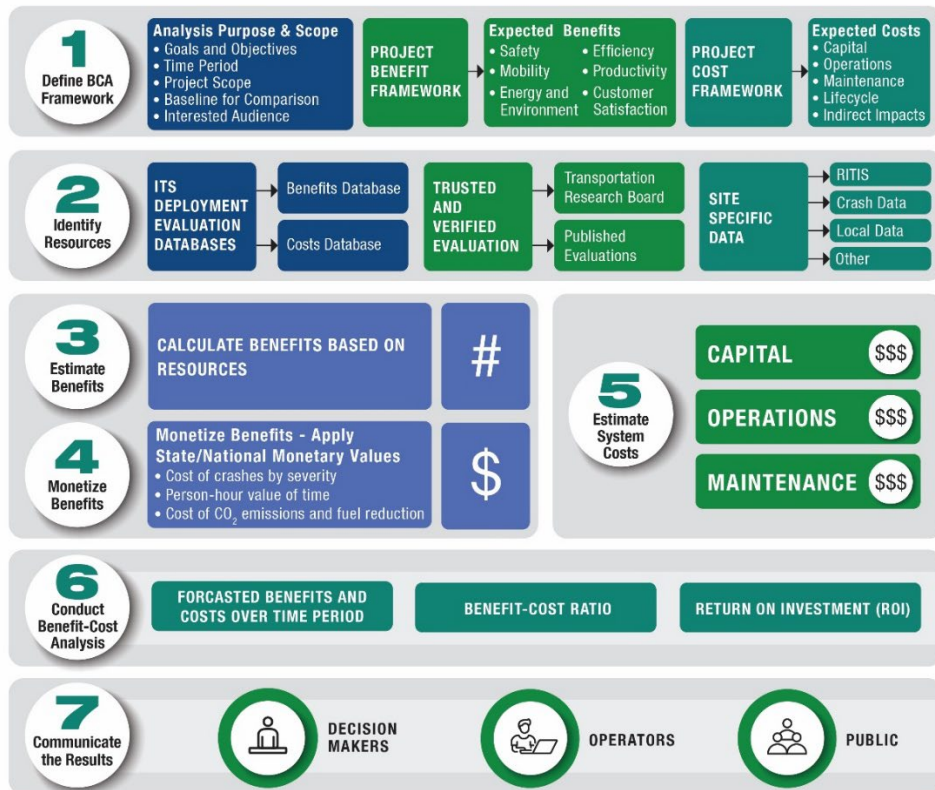 1
Define BCA
Framework
Analysis Purpose & Scope
• Goals and Objectives
• Time Period
• Project Scope
• Baseline for Comparison
• Interested Audience
PROJECT
BENEFIT
FRAMEWORK
Expected Benefits
• Safety
• Mobility
• Energy and
Environment
• Efficiency
• Productivity
• Customer
Satisfaction
PROJECT
COST
FRAMEWORK
Expected Costs
• Capital
• Operations
• Maintenance
• Lifecycle
• Indirect Impacts
2
Identify
Resources
ITS
DEPLOYMENT
EVALUATION
DATABASES
Benefits Database
Costs Database
TRUSTED
AND
VERIFIED
EVALUATION
Transportation
Research Board
Published
Evaluations
SITE
SPECIFIC
DATA
RITIS
Crash Data
Local Data
Other
3
Estimate
Benefits
CALCULATE BENEFITS BASED ON
RESOURCES
#
4
Monetize
Benefits
Monetize Benefits - Apply
State/National Monetary Values
• Cost of crashes by severity
• Person-hour value of time
• Cost of CO₂ emissions and fuel reduction
$
5
Estimate
System
Costs
CAPITAL $$$
OPERATIONS $$$
MAINTENANCE $$$
6
Conduct
Benefit-Cost
Analysis
FORCASTED BENEFITS AND
COSTS OVER TIME PERIOD
BENEFIT-COST RATIO
RETURN ON INVESTMENT (ROI)
7
Communicate
the Results
DECISION
MAKERS
OPERATORS
PUBLIC